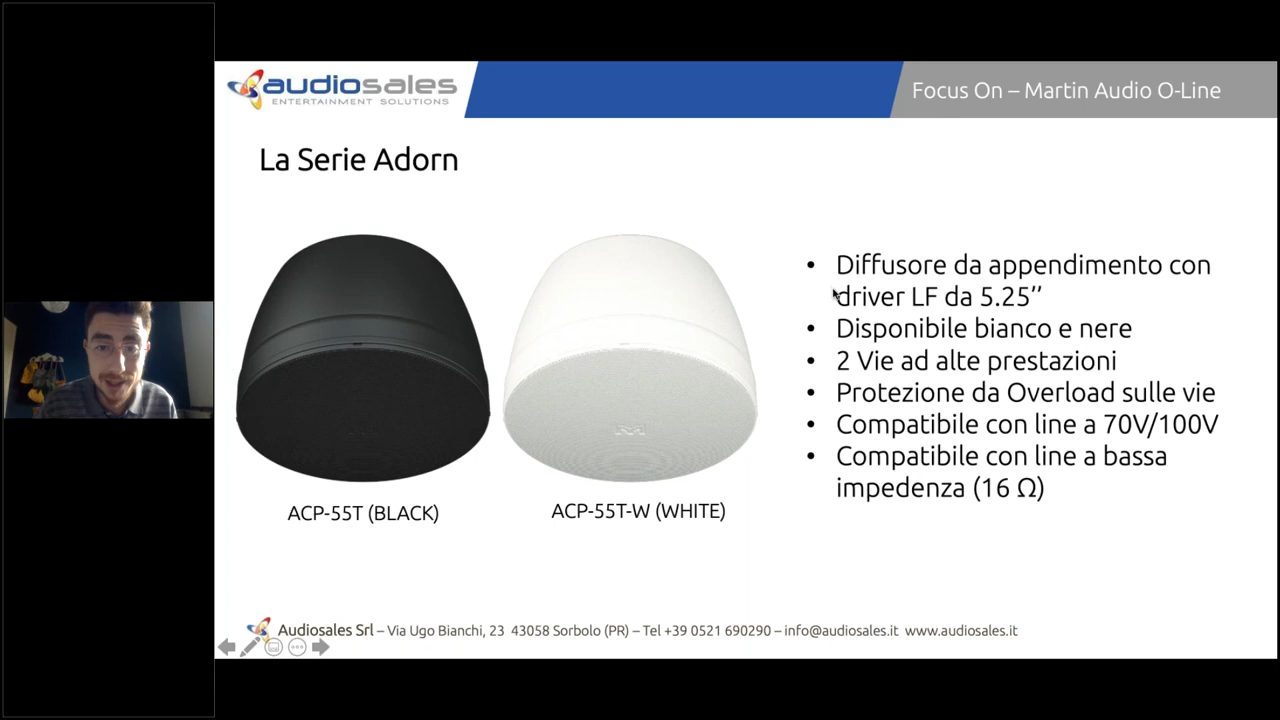 audiosales
ENTERTAINMENT SOLUTIONS
Focus On – Martin Audio O-Line
La Serie Adorn
• Diffusore da appendimento con
driver LF da 5.25’’
• Disponibile bianco e nere
• 2 Vie ad alte prestazioni
• Protezione da Overload sulle vie
• Compatibile con line a 70V/100V
• Compatibile con line a bassa
impedenza (16 Ω)
ACP-55T (BLACK)
ACP-55T-W (WHITE)
Audiosales Srl – Via Ugo Bianchi, 23 43058 Sorbolo (PR) – Tel +39 0521 690290 – info@audiosales.it www.audiosales.it